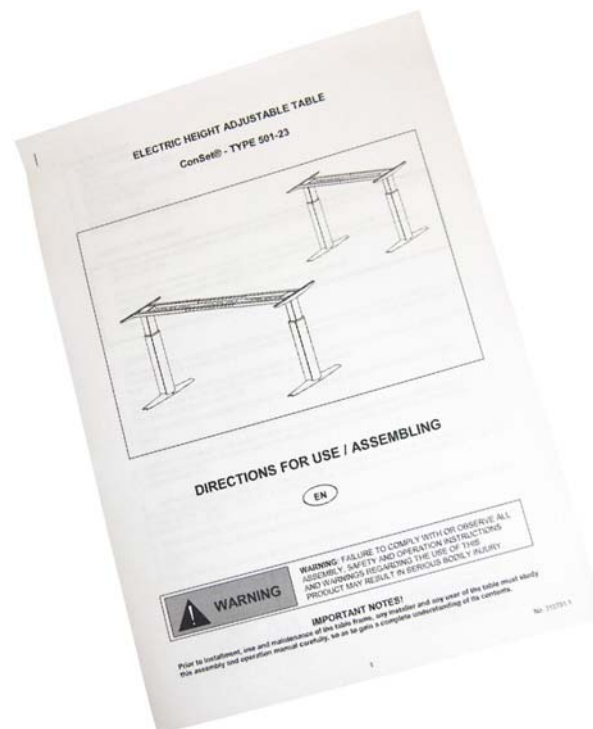 ELECTRIC HEIGHT ADJUSTABLE TABLE
ConSet® - TYPE 501-23
DIRECTIONS FOR USE / ASSEMBLING
EN
WARNING
WARNING: FAILURE TO COMPLY WITH OR OBSERVE ALL
ASSEMBLY, SAFETY AND OPERATION INSTRUCTIONS
AND WARNINGS REGARDING THE USE OF THIS
PRODUCT MAY RESULT IN SERIOUS BODILY INJURY
IMPORTANT NOTES!
Prior to installment, use and maintenance of the table frame, any installer and any user of the table must study
this assembly and operation manual carefully, so as to gain a complete understanding of its contents.
No.
1